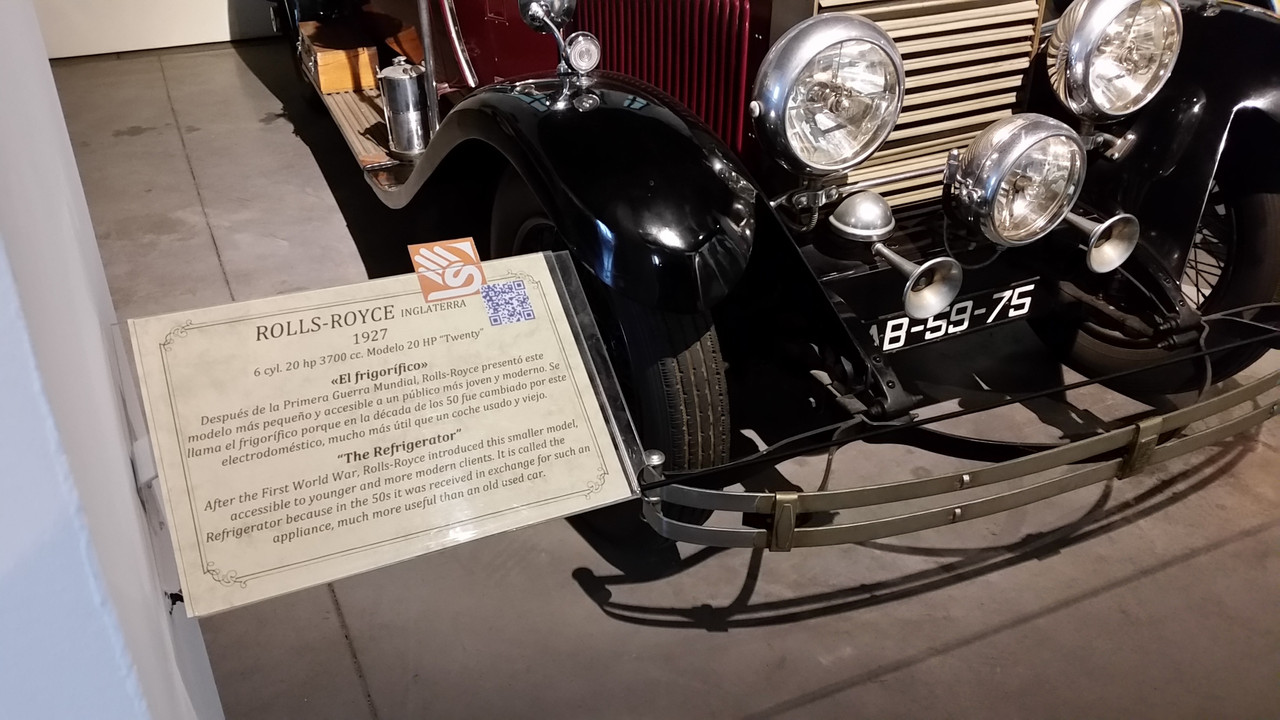 ROLLS-ROYCE INGLATERRA
1927
6 cyl. 20 hp 3700 cc. Modelo 20 HP "Twenty"
«El frigorífico»
Después de la Primera Guerra Mundial, Rolls-Royce presentó este
modelo más pequeño y accesible a un público más joven y moderno. Se
llama el frigorífico porque en la década de los 50 fue cambiado por este
electrodoméstico, mucho más útil que un coche usado y viejo.
"The Refrigerator"
After the First World War, Rolls-Royce introduced this smaller model,
accessible to younger and more modern clients. It is called the
Refrigerator because in the 50s it was received in exchange for such an
appliance, much more useful than an old used car.
B-59-75